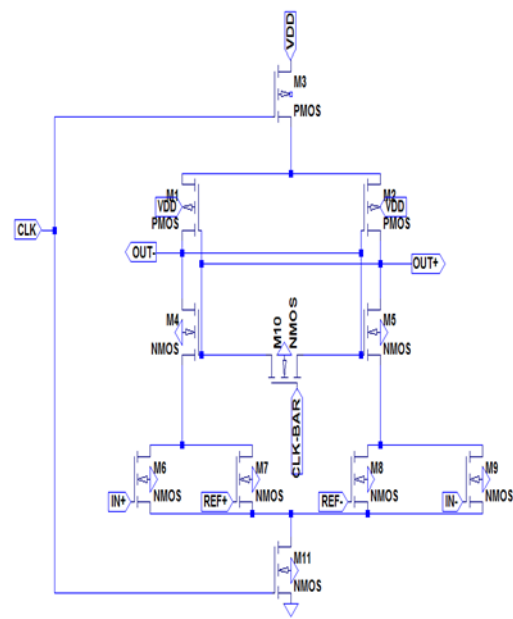 VDD
M3
PMOS
M1
VDD
PMOS
M2
VDD
PMOS
CLK
OUT-
OUT+
M4
NMOS
M10
NMOS
M5
NMOS
CLK-BAR
M6
NMOS
IN+
M7
NMOS
REF+
M8
NMOS
REF-
M9
NMOS
IN-
M11
NMOS